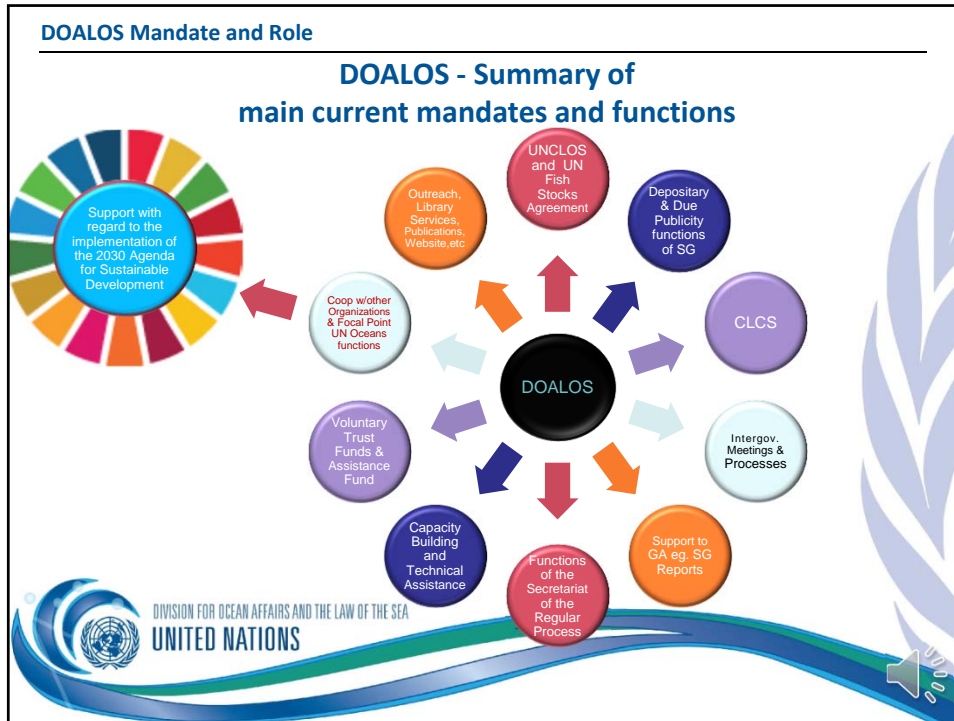 DOALOS Mandate and Role
DOALOS - Summary of
main current mandates and functions
UNCLOS
and UN
Fish
Stocks
Agreement
Depositary
& Due
Publicity
functions
of SG
CLCS
Intergov.
Meetings &
Processes
Support to
GA eg. SG
Reports
Functions
of the
Secretariat
of the
Regular
Process
Capacity
Building
and
Technical
Assistance
Voluntary
Trust
Funds &
Assistance
Fund
Coop w/other
Organizations
& Focal Point
UN Oceans
functions
Outreach,
Library
Services,
Publications,
Website,etc
Support with
regard to the
implementation of
the 2030 Agenda
for Sustainable
Development
DOALOS
DIVISION FOR OCEAN AFFAIRS AND THE LAW OF THE SEA
UNITED NATIONS